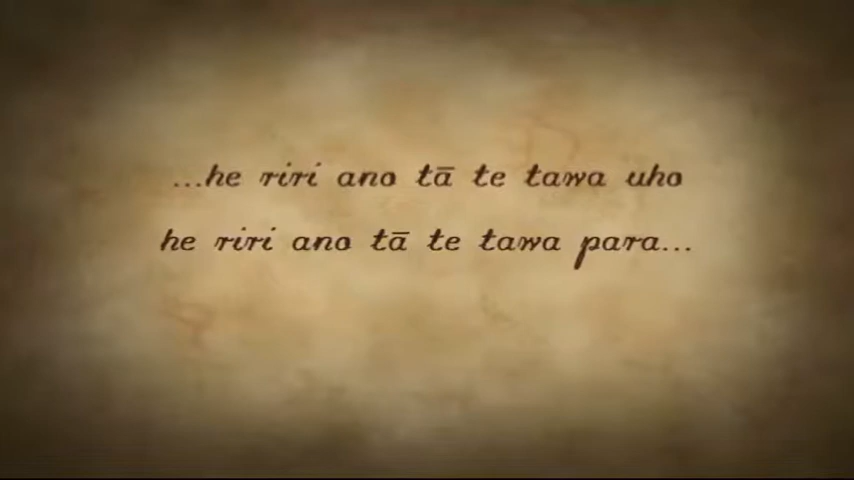 ...he riri ano tā te tawa uho
he riri ano tā te tawa para...